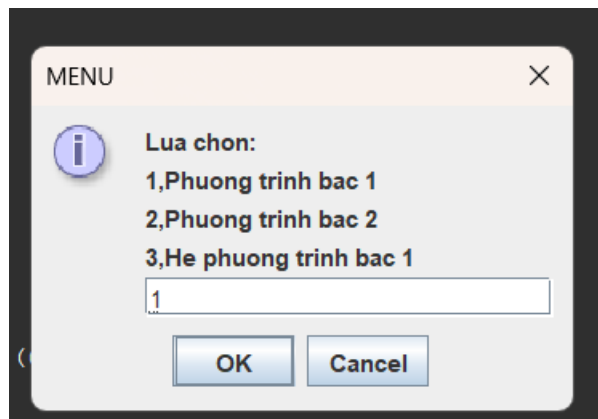 MENU
Lua chon:
1,Phuong trinh bac 1
2,Phuong trinh bac 2
3,He phuong trinh bac 1
1
OK
Cancel